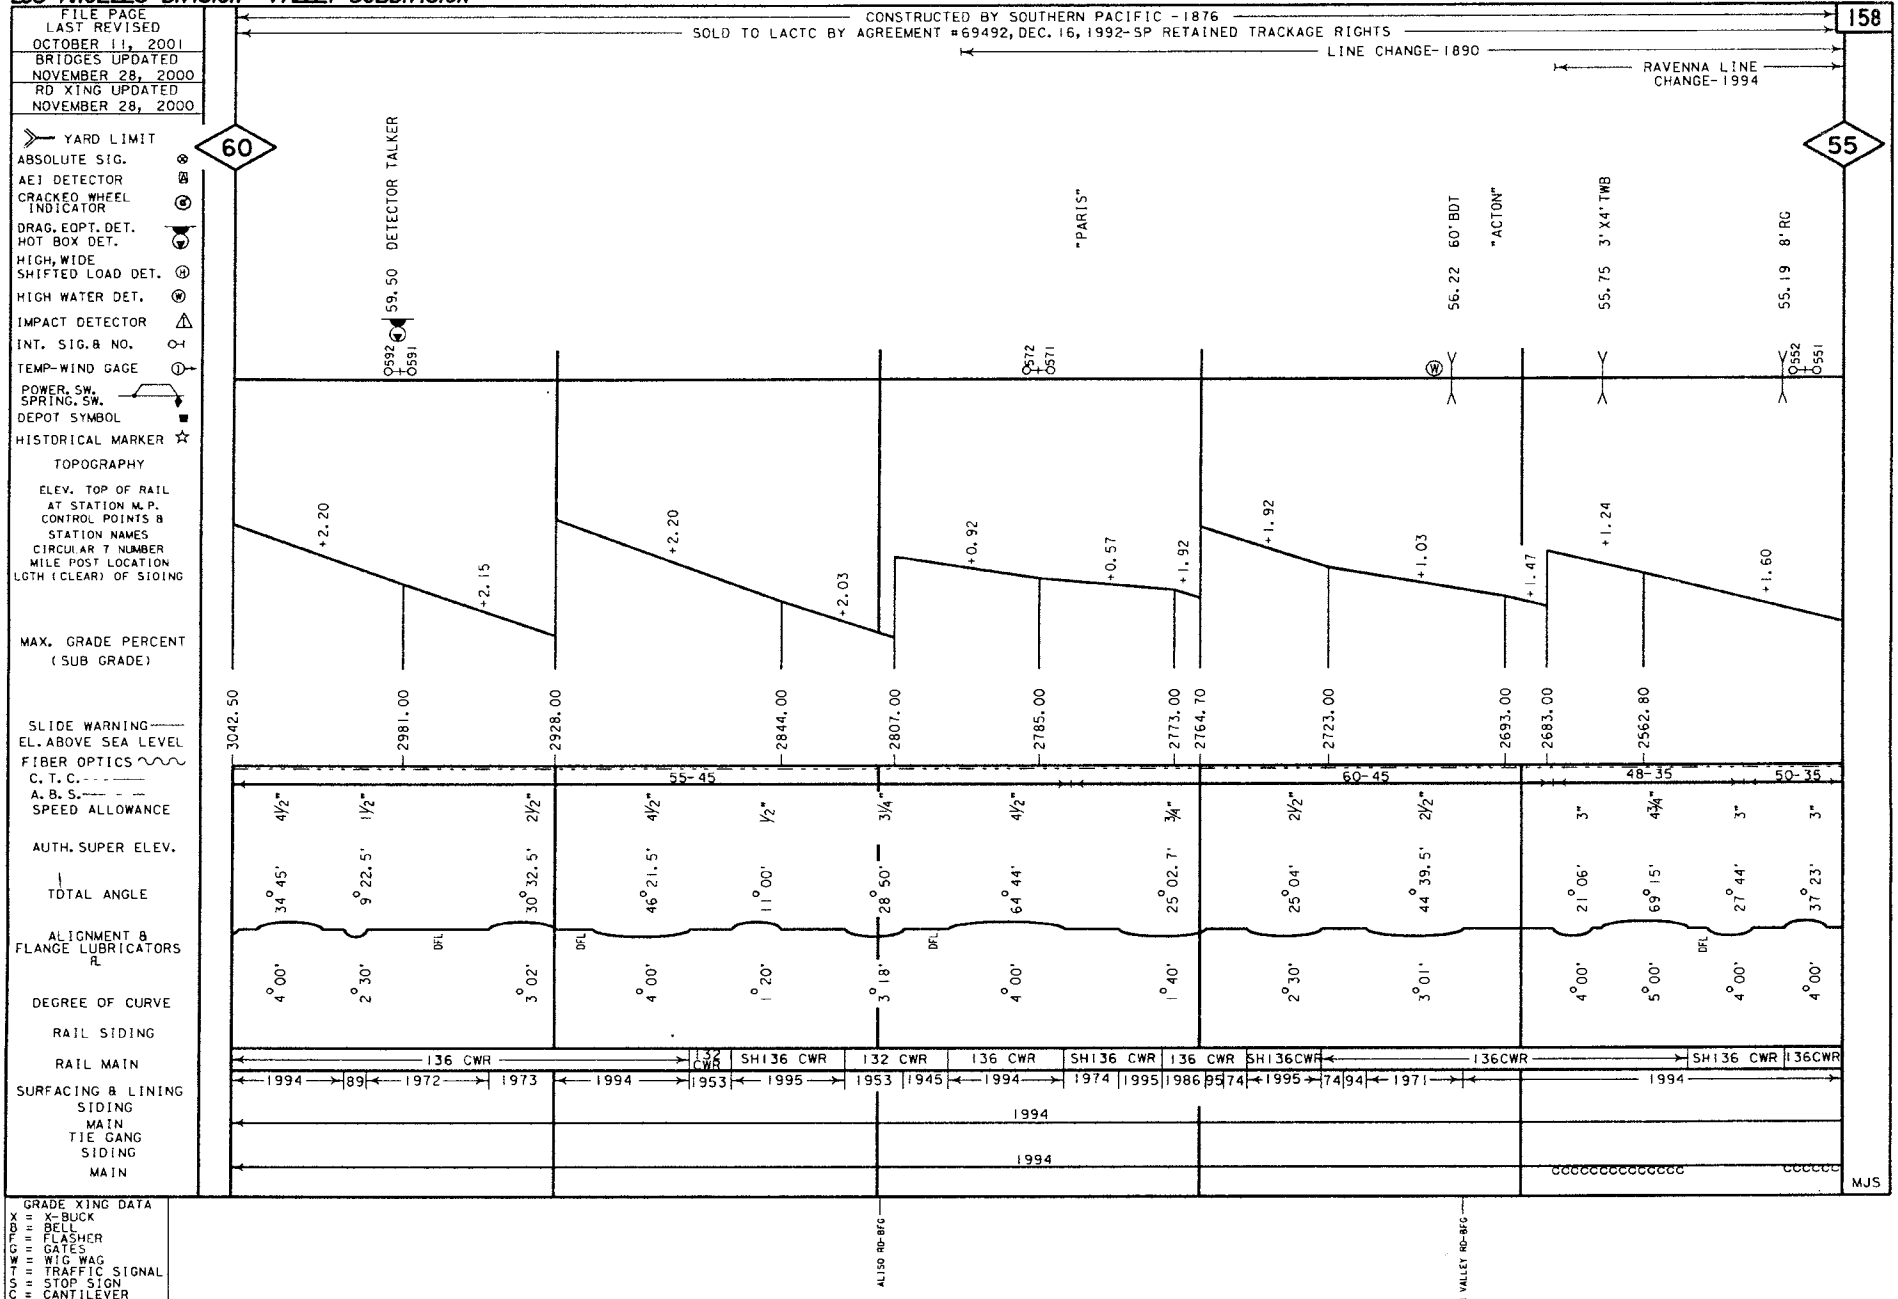 LOS ANGELES DIVISION - VALLEY SUBDIVISION
158
FILE PAGE
LAST REVISED
OCTOBER 11, 2001
BRIDGES UPDATED
NOVEMBER 28, 2000
RD XING UPDATED
NOVEMBER 28, 2000
CONSTRUCTED BY SOUTHERN PACIFIC -1876
SOLD TO LACTC BY AGREEMENT #69492, DEC. 16, 1992-SP RETAINED TRACKAGE RIGHTS
LINE CHANGE-1890
RAVENNA LINE
CHANGE-1994
60
55
YARD LIMIT
ABSOLUTE SIG.
AEI DETECTOR
CRACKED WHEEL
INDICATOR
DRAG. EQPT. DET.
HOT BOX DET.
HIGH, WIDE
SHIFTED LOAD DET. H
HIGH WATER DET. W
IMPACT DETECTOR
INT. SIG. & NO.
TEMP-WIND GAGE
POWER. SW.
SPRING. SW.
DEPOT SYMBOL
HISTORICAL MARKER
59.50 DETECTOR TALKER
0592
0591
"PARIS"
0572
0571
W
56.22 60' BDT
"ACTON"
55.75 3' X4' TWB
55.19 8' RG
0552
0551
TOPOGRAPHY
ELEV. TOP OF RAIL
AT STATION M.P.
CONTROL POINTS &
STATION NAMES
CIRCULAR 7 NUMBER
MILE POST LOCATION
LGTH (CLEAR) OF SIDING
MAX. GRADE PERCENT
(SUB GRADE)
+2.20
+2.15
+2.20
+2.03
+0.92
+0.57
+1.92
+1.92
+1.03
+1.47
+1.24
+1.60
SLIDE WARNING
EL. ABOVE SEA LEVEL
3042.50
2981.00
2928.00
2844.00
2807.00
2785.00
2773.00
2764.70
2723.00
2693.00
2683.00
2562.80
FIBER OPTICS
C. T. C.
A. B. S.
SPEED ALLOWANCE
55-45
60-45
48-35
50-35
AUTH. SUPER ELEV.
4½"
1½"
2½"
4½"
½"
3¼"
4½"
¾"
2½"
2½"
3"
4¾"
3"
3"
TOTAL ANGLE
34° 45'
9° 22.5'
30° 32.5'
46° 21.5'
11° 00'
28° 50'
64° 44'
25° 02.7'
25° 04'
44° 39.5'
21° 06'
69° 15'
27° 44'
37° 23'
ALIGNMENT &
FLANGE LUBRICATORS
FL
DFL
DFL
DFL
DFL
DEGREE OF CURVE
4° 00'
2° 30'
3° 02'
4° 00'
1° 20'
3° 18'
4° 00'
1° 40'
2° 30'
3° 01'
4° 00'
5° 00'
4° 00'
4° 00'
RAIL SIDING
RAIL MAIN
136 CWR
132 CWR
SH136 CWR
132 CWR
136 CWR
SH136 CWR
136 CWR
SH136CWR
136CWR
SH136 CWR
136CWR
1994
89
1972
1973
1994
1953
1995
1953
1945
1994
1974
1995
1986
95
74
1995
74
94
1971
1994
SURFACING & LINING
SIDING
MAIN
1994
TIE GANG
SIDING
MAIN
1994
CCCCCCCCCCCCCC
CCCCCC
MJS
GRADE XING DATA
X = X-BUCK
B = BELL
F = FLASHER
G = GATES
W = WIG WAG
T = TRAFFIC SIGNAL
S = STOP SIGN
C = CANTILEVER
ALISO RD-BFG
VALLEY RD-BFG